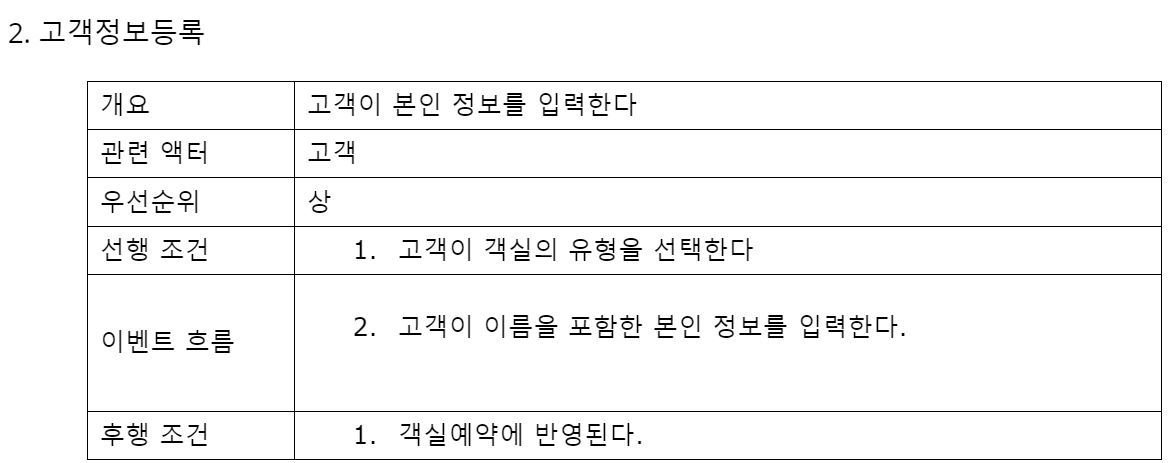 2. 고객정보등록
개요 고객이 본인 정보를 입력한다
관련 액터 고객
우선순위 상
선행 조건 1. 고객이 객실의 유형을 선택한다
이벤트 흐름 2. 고객이 이름을 포함한 본인 정보를 입력한다.
후행 조건 1. 객실예약에 반영된다.